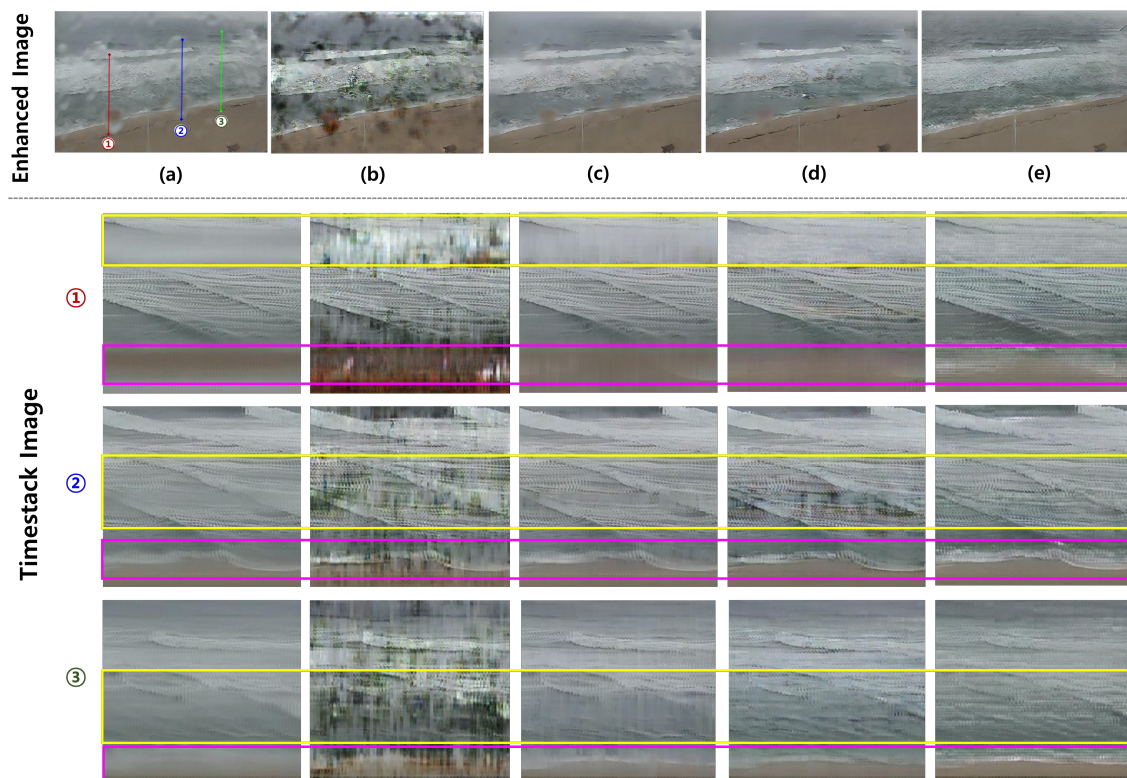 Enhanced Image
① ② ③
(a) (b) (c) (d) (e)
Timestack Image
①
②
③